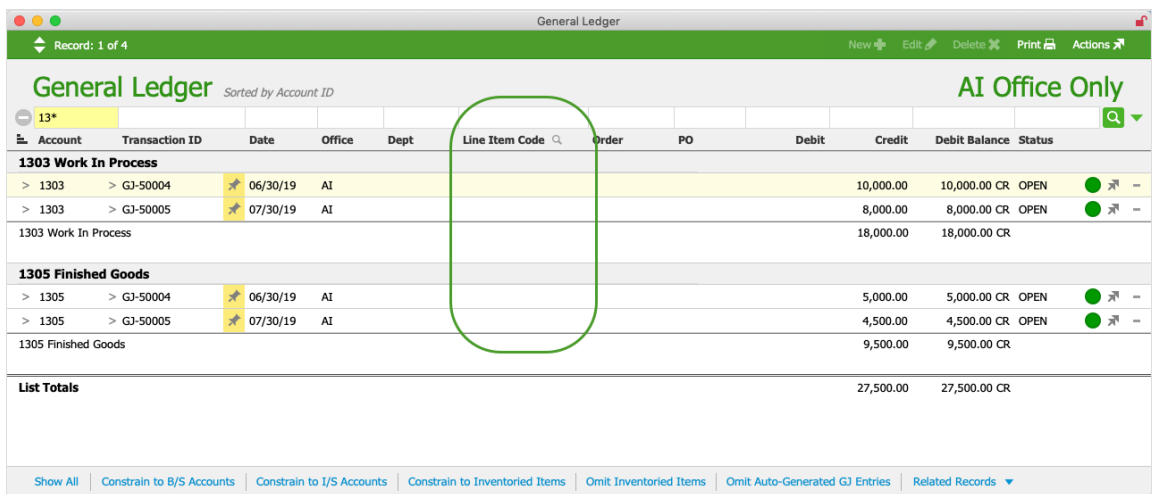 General Ledger
Record: 1 of 4 New Edit Delete Print Actions
General Ledger Sorted by Account ID AI Office Only
13*
Account Transaction ID Date Office Dept Line Item Code Order PO Debit Credit Debit Balance Status
1303 Work In Process
> 1303 > GJ-50004 06/30/19 AI 10,000.00 10,000.00 CR OPEN
> 1303 > GJ-50005 07/30/19 AI 8,000.00 8,000.00 CR OPEN
1303 Work In Process 18,000.00 18,000.00 CR
1305 Finished Goods
> 1305 > GJ-50004 06/30/19 AI 5,000.00 5,000.00 CR OPEN
> 1305 > GJ-50005 07/30/19 AI 4,500.00 4,500.00 CR OPEN
1305 Finished Goods 9,500.00 9,500.00 CR
List Totals 27,500.00 27,500.00 CR
Show All Constrain to B/S Accounts Constrain to I/S Accounts Constrain to Inventoried Items Omit Inventoried Items Omit Auto-Generated GJ Entries Related Records